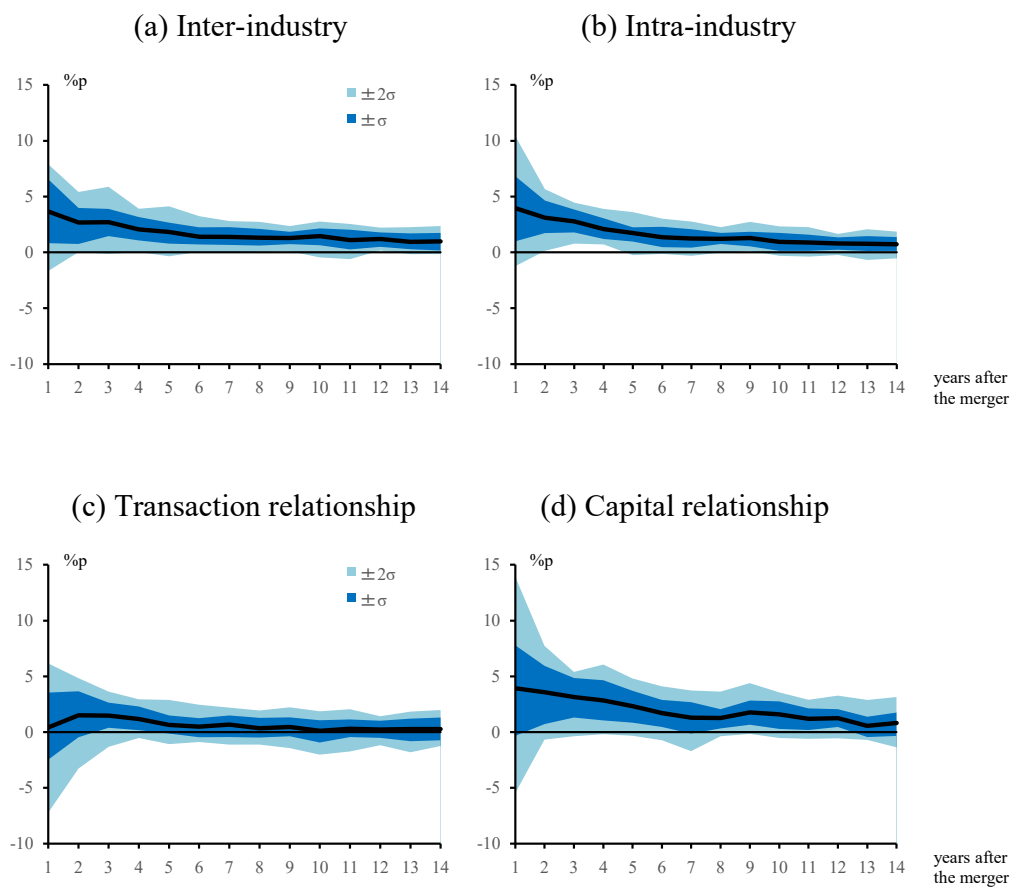 (a) Inter-industry
(b) Intra-industry
%p
15
10
5
0
-5
-10
±2σ
±σ
1 2 3 4 5 6 7 8 9 10 11 12 13 14
%p
15
10
5
0
-5
-10
1 2 3 4 5 6 7 8 9 10 11 12 13 14
years after
the merger
(c) Transaction relationship
(d) Capital relationship
%p
15
10
5
0
-5
-10
±2σ
±σ
1 2 3 4 5 6 7 8 9 10 11 12 13 14
%p
15
10
5
0
-5
-10
1 2 3 4 5 6 7 8 9 10 11 12 13 14
years after
the merger